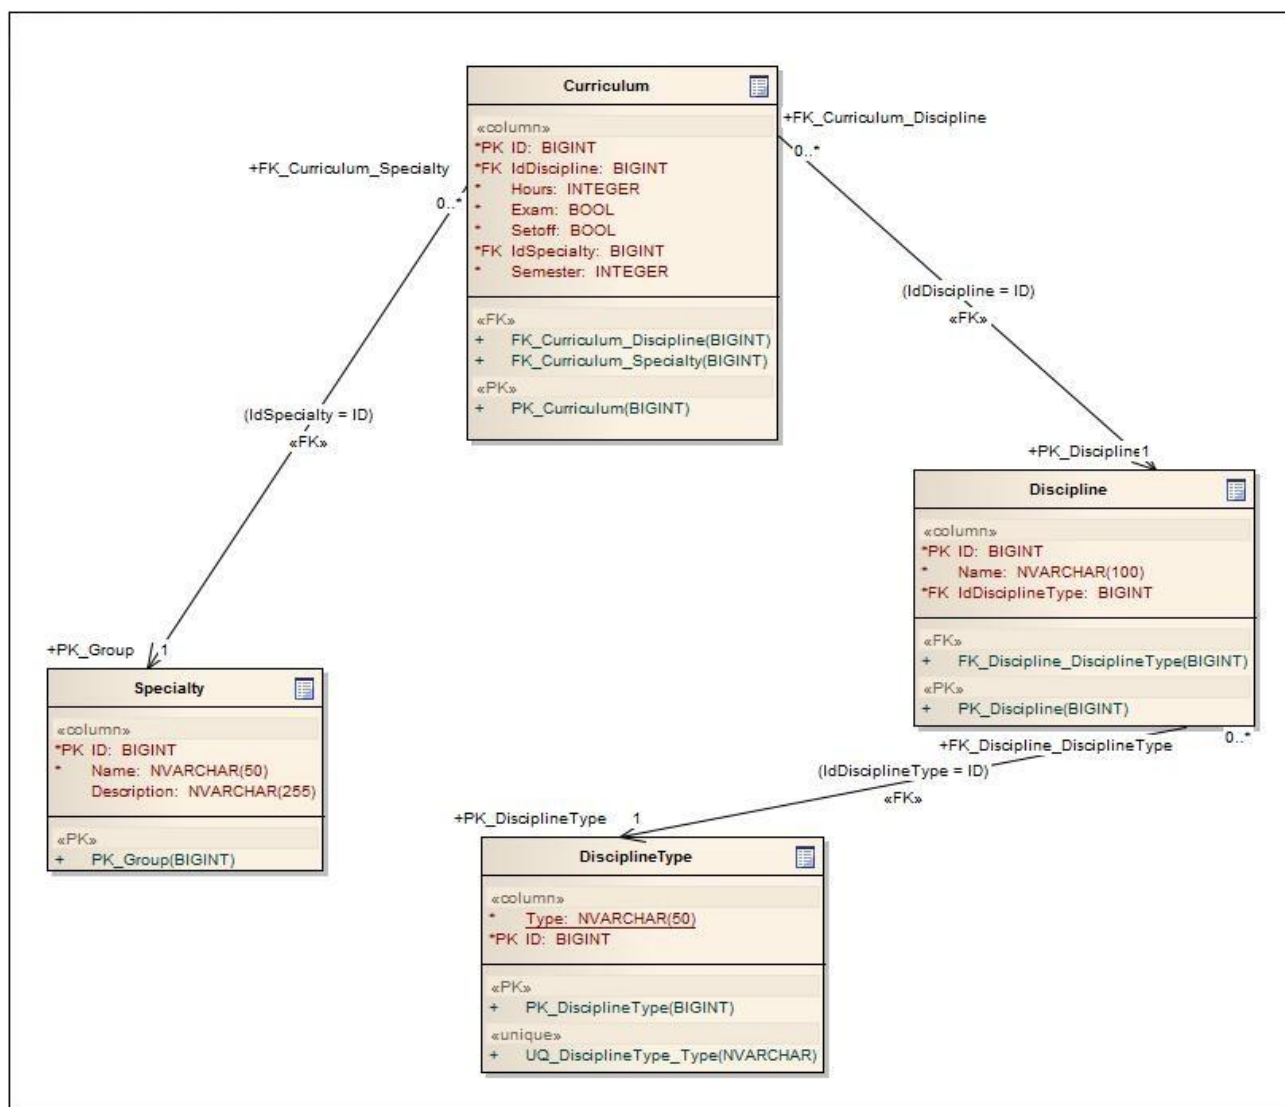 Curriculum
«column»
*PK ID: BIGINT
*FK IdDiscipline: BIGINT
* Hours: INTEGER
* Exam: BOOL
* Setoff: BOOL
*FK IdSpecialty: BIGINT
* Semester: INTEGER
«FK»
+ FK_Curriculum_Discipline(BIGINT)
+ FK_Curriculum_Specialty(BIGINT)
«PK»
+ PK_Curriculum(BIGINT)
+FK_Curriculum_Discipline
0..*
+FK_Curriculum_Specialty
0..*
(IdDiscipline = ID)
«FK»
(IdSpecialty = ID)
«FK»
+PK_Discipline 1
Discipline
«column»
*PK ID: BIGINT
* Name: NVARCHAR(100)
*FK IdDisciplineType: BIGINT
«FK»
+ FK_Discipline_DisciplineType(BIGINT)
«PK»
+ PK_Discipline(BIGINT)
+PK_Group 1
Specialty
«column»
*PK ID: BIGINT
* Name: NVARCHAR(50)
Description: NVARCHAR(255)
«PK»
+ PK_Group(BIGINT)
+FK_Discipline_DisciplineType 0..*
(IdDisciplineType = ID)
«FK»
+PK_DisciplineType 1
DisciplineType
«column»
* Type: NVARCHAR(50)
*PK ID: BIGINT
«PK»
+ PK_DisciplineType(BIGINT)
«unique»
+ UQ_DisciplineType_Type(NVARCHAR)